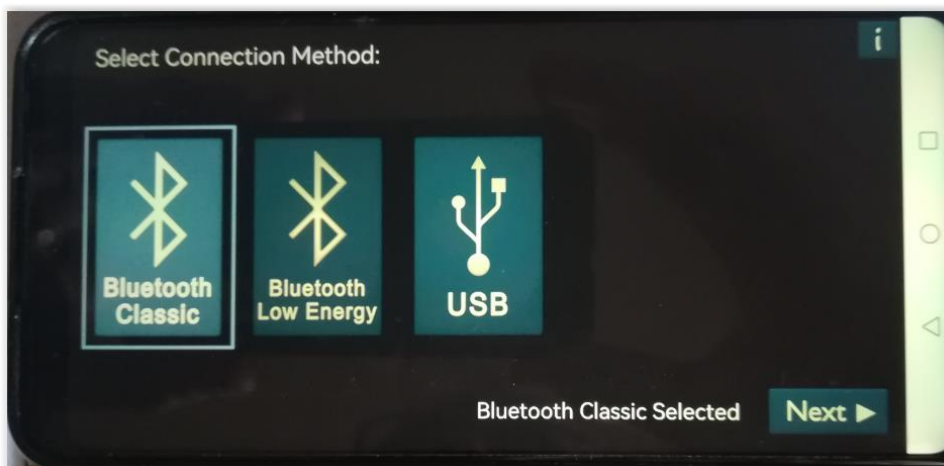 Select Connection Method:
i
Bluetooth
Classic
Bluetooth
Low Energy
USB
Bluetooth Classic Selected
Next